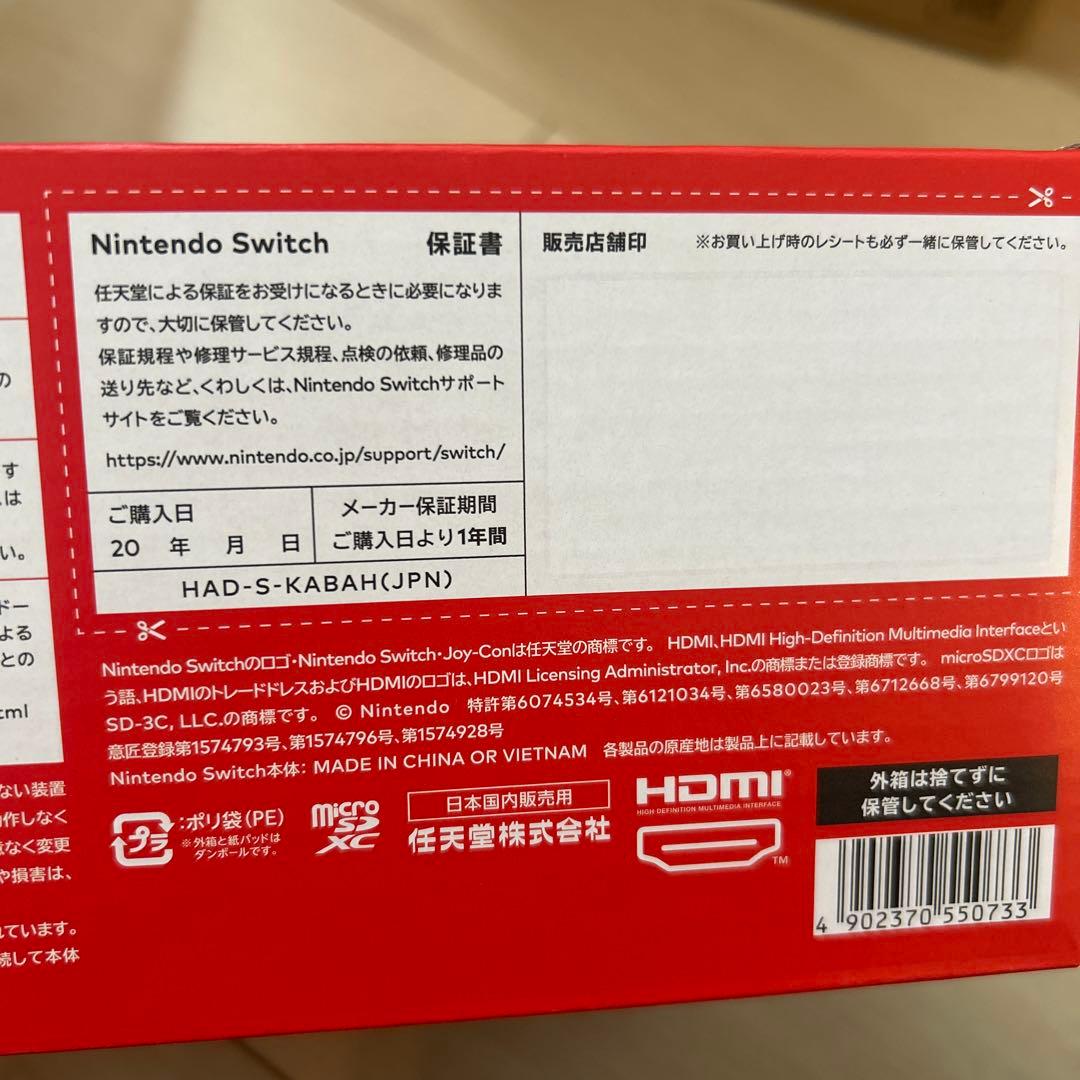 Nintendo Switch 保証書
任天堂による保証をお受けになるときに必要になりま
すので、大切に保管してください。
保証規程や修理サービス規程、点検の依頼、修理品の
送り先など、くわしくは、Nintendo Switchサポート
サイトをご覧ください。
https://www.nintendo.co.jp/support/switch/
ご購入日
20 年 月 日
メーカー保証期間
ご購入日より1年間
HAD-S-KABAH(JPN)
販売店舗印 ※お買い上げ時のレシートも必ず一緒に保管してください。
の
す
は
い。
ドー
よる
との
tml
ない装置
作しなく
なく変更
や損害は、
れています。
続して本体
Nintendo Switchのロゴ・Nintendo Switch・Joy-Conは任天堂の商標です。 HDMI、HDMI High-Definition Multimedia Interfaceとい
う語、HDMIのトレードドレスおよびHDMIのロゴは、HDMI Licensing Administrator, Inc.の商標または登録商標です。 microSDXCロゴは
SD-3C, LLC.の商標です。 © Nintendo 特許第6074534号、第6121034号、第6580023号、第6712668号、第6799120号
意匠登録第1574793号、第1574796号、第1574928号
Nintendo Switch本体： MADE IN CHINA OR VIETNAM 各製品の原産地は製品上に記載しています。
プラ
:ポリ袋(PE)
※外箱と紙パッドは
ダンボールです。
micro
SD
XC
日本国内販売用
任天堂株式会社
HDMI®
HIGH DEFINITION MULTIMEDIA INTERFACE
TM
外箱は捨てずに
保管してください
4 902370 550733